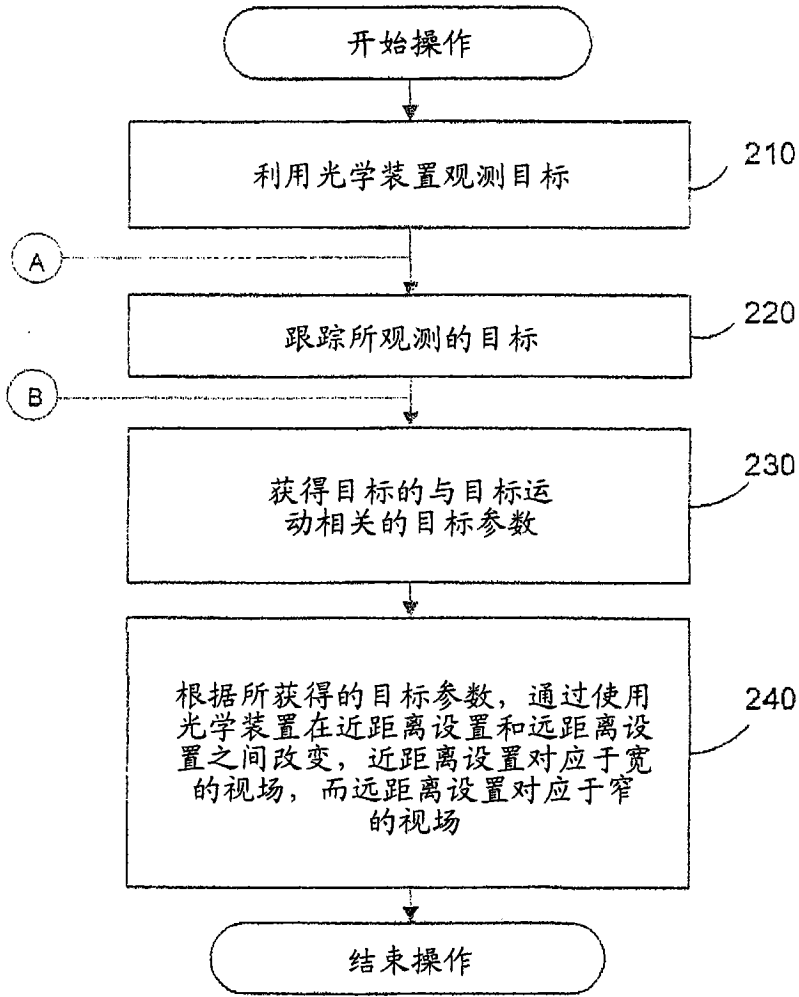 开始操作
利用光学装置观测目标
210
A
跟踪所观测的目标
220
B
获得目标的与目标运
动相关的目标参数
230
根据所获得的目标参数，通过使用
光学装置在近距离设置和远距离设
置之间改变，近距离设置对应于宽
的视场，而远距离设置对应于窄
的视场
240
结束操作